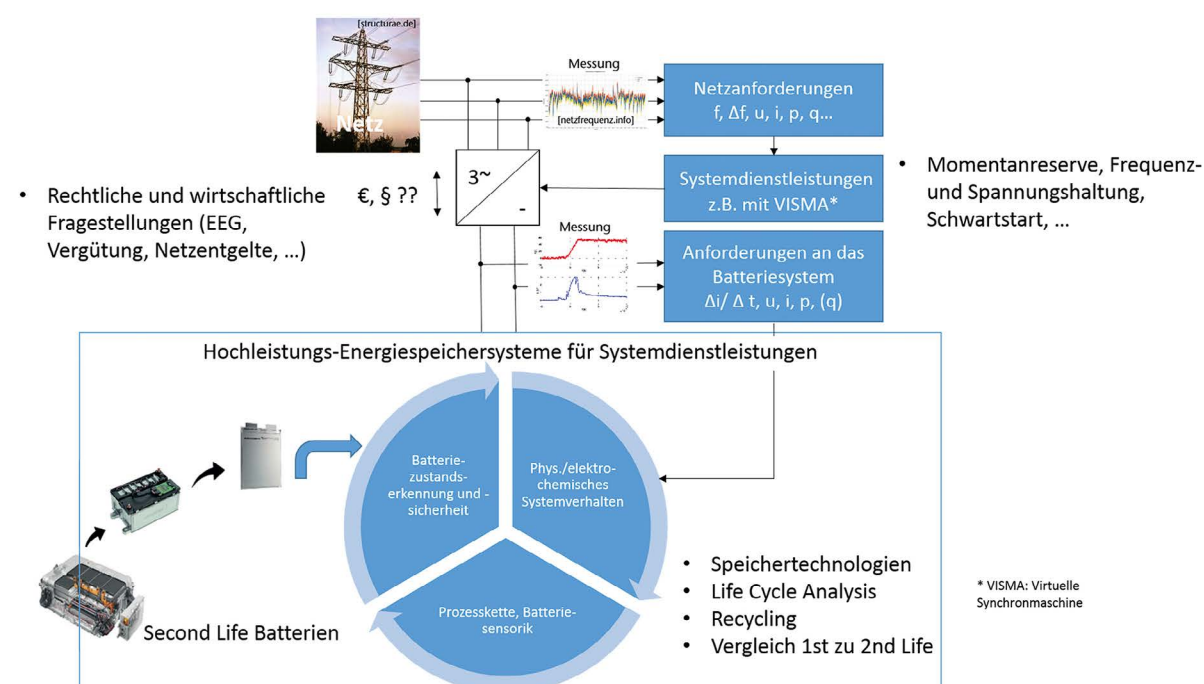 [structurae.de]
Netz
Messung
[netzfrequenz.info]
Netzanforderungen
f, Δf, u, i, p, q...
3~
-
Systemdienstleistungen
z.B. mit VISMA*
• Momentanreserve, Frequenz-
und Spannungshaltung,
Schwartstart, ...
• Rechtliche und wirtschaftliche
Fragestellungen (EEG,
Vergütung, Netzentgelte, ...)
€, § ??
Messung
Anforderungen an das
Batteriesystem
Δi/ Δ t, u, i, p, (q)
Hochleistungs-Energiespeichersysteme für Systemdienstleistungen
Batterie-
zustands-
erkennung und -
sicherheit
Phys./elektro-
chemisches
Systemverhalten
Prozesskette, Batterie-
sensorik
Second Life Batterien
• Speichertechnologien
• Life Cycle Analysis
• Recycling
• Vergleich 1st zu 2nd Life
* VISMA: Virtuelle
Synchronmaschine